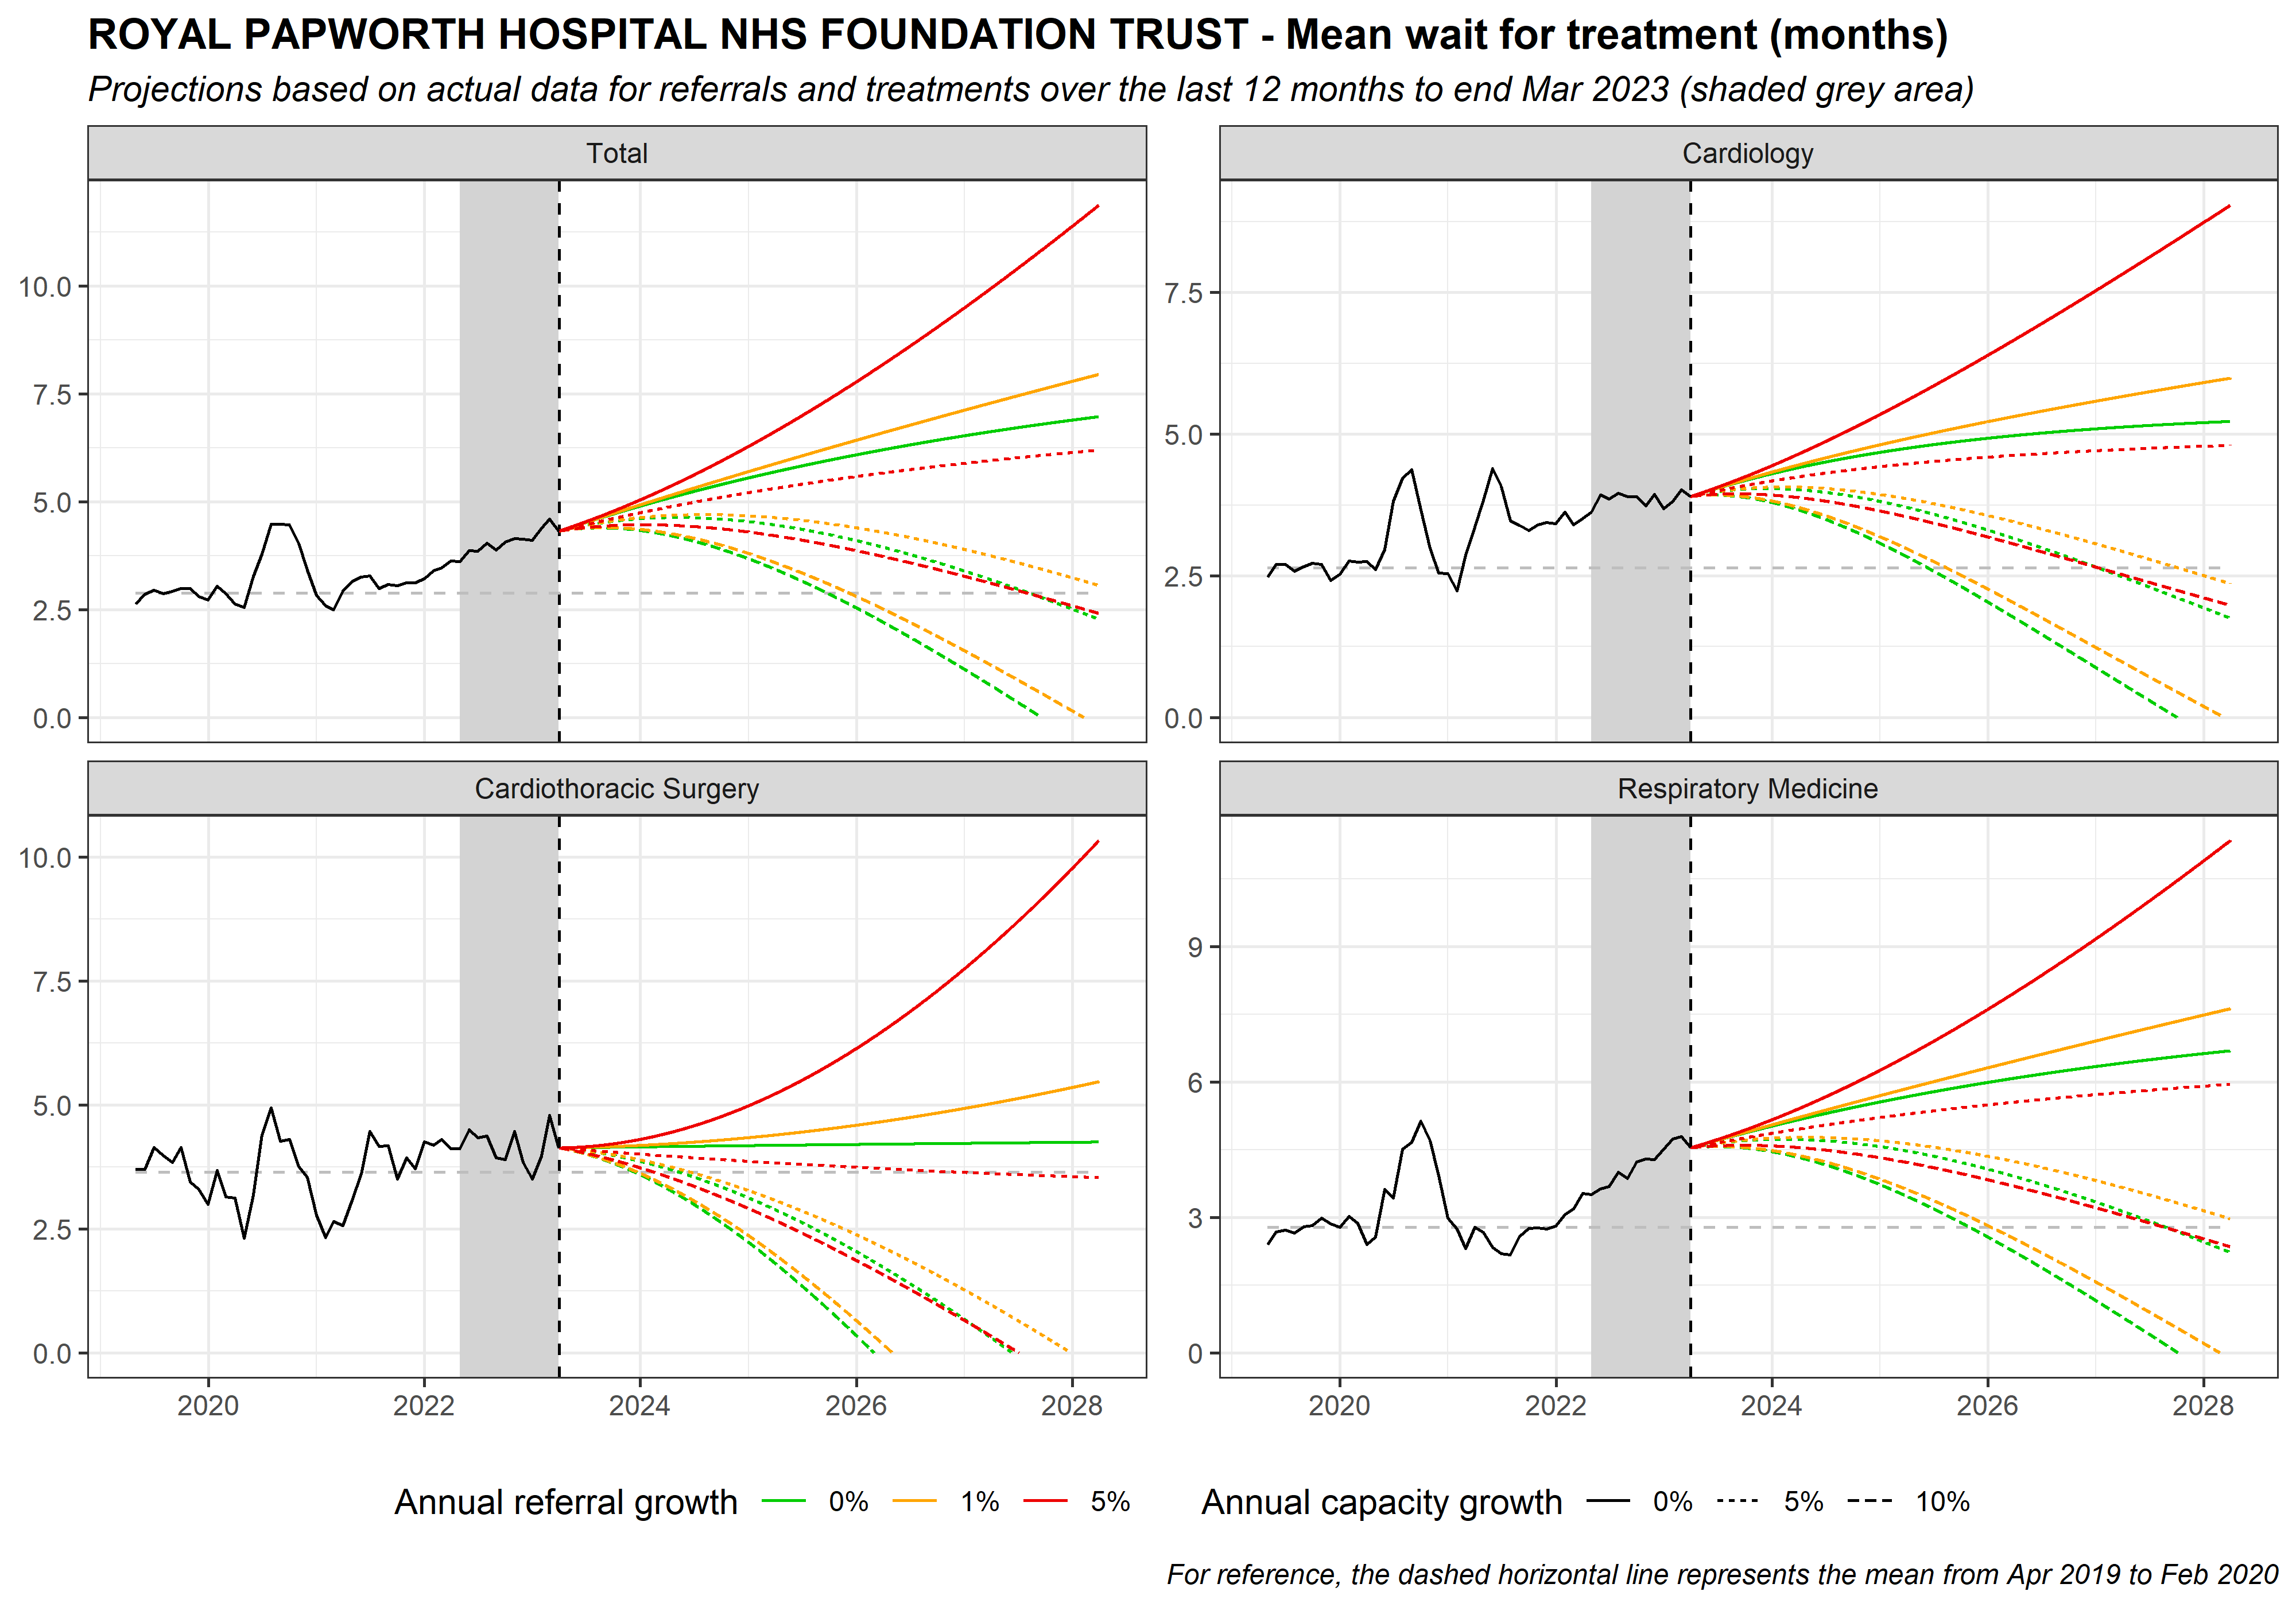 ROYAL PAPWORTH HOSPITAL NHS FOUNDATION TRUST - Mean wait for treatment (months)
Projections based on actual data for referrals and treatments over the last 12 months to end Mar 2023 (shaded grey area)
Total
10.0
7.5
5.0
2.5
0.0
Cardiology
7.5
5.0
2.5
0.0
Cardiothoracic Surgery
10.0
7.5
5.0
2.5
0.0
2020 2022 2024 2026 2028
Respiratory Medicine
9
6
3
0
2020 2022 2024 2026 2028
Annual referral growth 0% 1% 5%
Annual capacity growth 0% 5% 10%
For reference, the dashed horizontal line represents the mean from Apr 2019 to Feb 2020